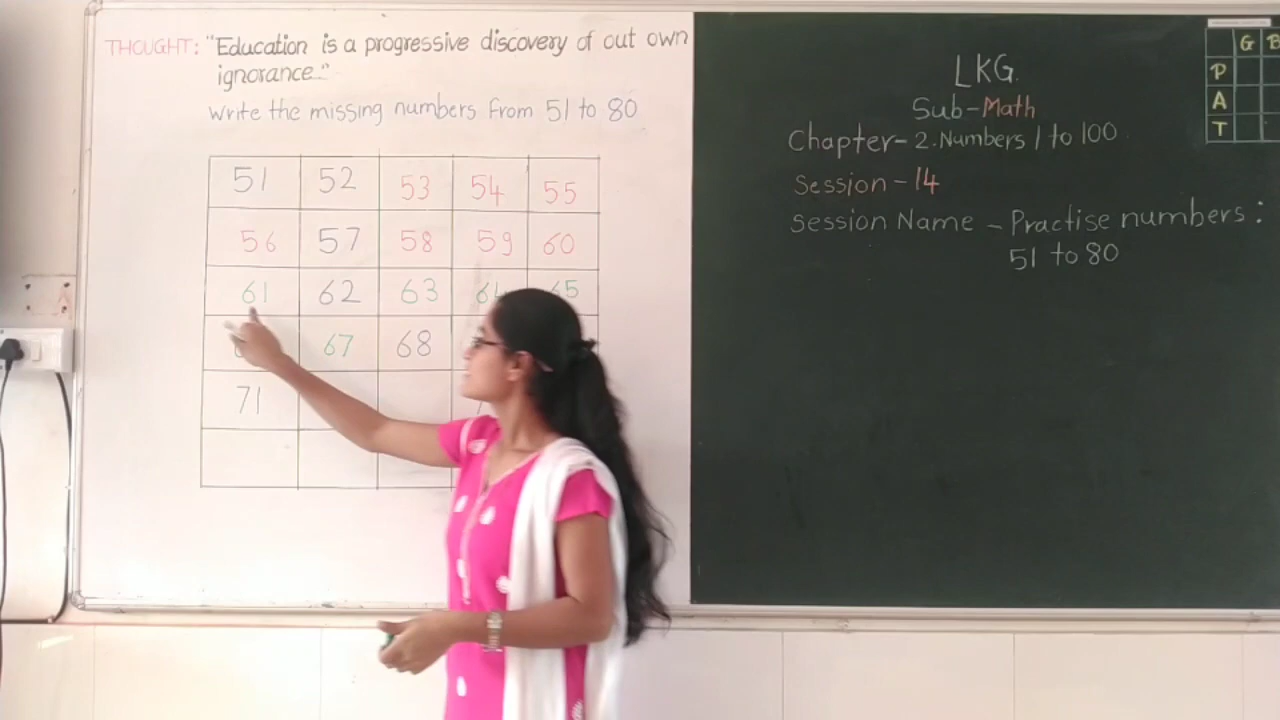 THOUGHT: "Education is a progressive discovery of out own
ignorance.."
Write the missing numbers from 51 to 80
51 52 53 54 55
56 57 58 59 60
61 62 63 65
67 68
71
LKG
Sub-Math
Chapter- 2. Numbers 1 to 100
Session - 14
Session Name - Practise numbers:
51 to 80
G B
P
A
T